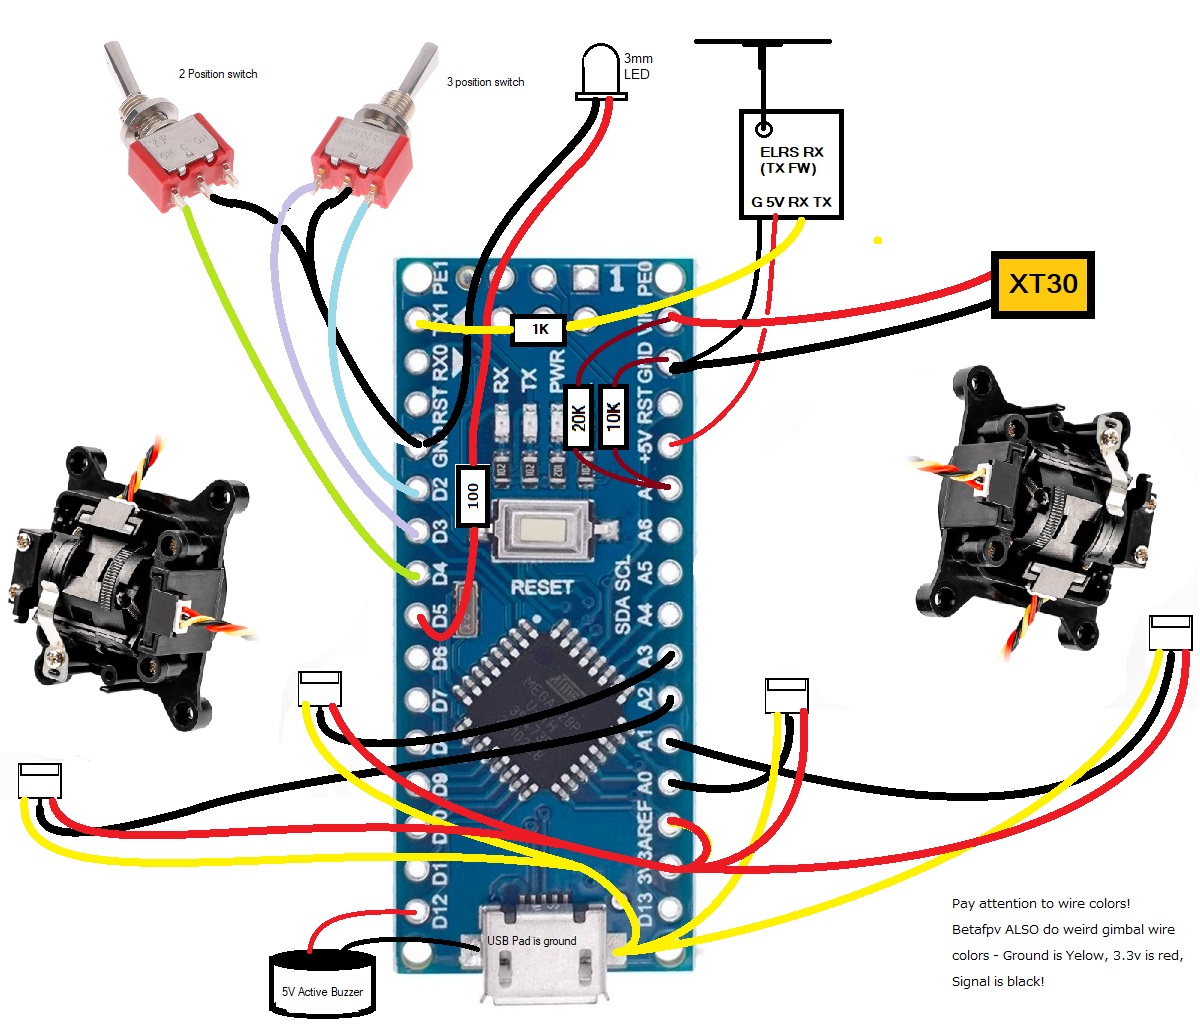 2 Position switch
3 position switch
3mm
LED
ELRS RX
(TX FW)
G 5V RX TX
XT30
PE1
1
PE0
TX1
1K
VIN
RX0
GND
RX
TX
PWR
RST
20K
10K
RST
GND
+5V
D2
100
D3
A6
D4
RESET
SCL
A5
D5
SDA
A4
D6
A3
D7
A2
A1
D9
A0
AREF
D1
3V3
D12
D13
USB Pad is ground
5V Active Buzzer
Pay attention to wire colors!
Betafpv ALSO do weird gimbal wire
colors - Ground is Yelow, 3.3v is red,
Signal is black!